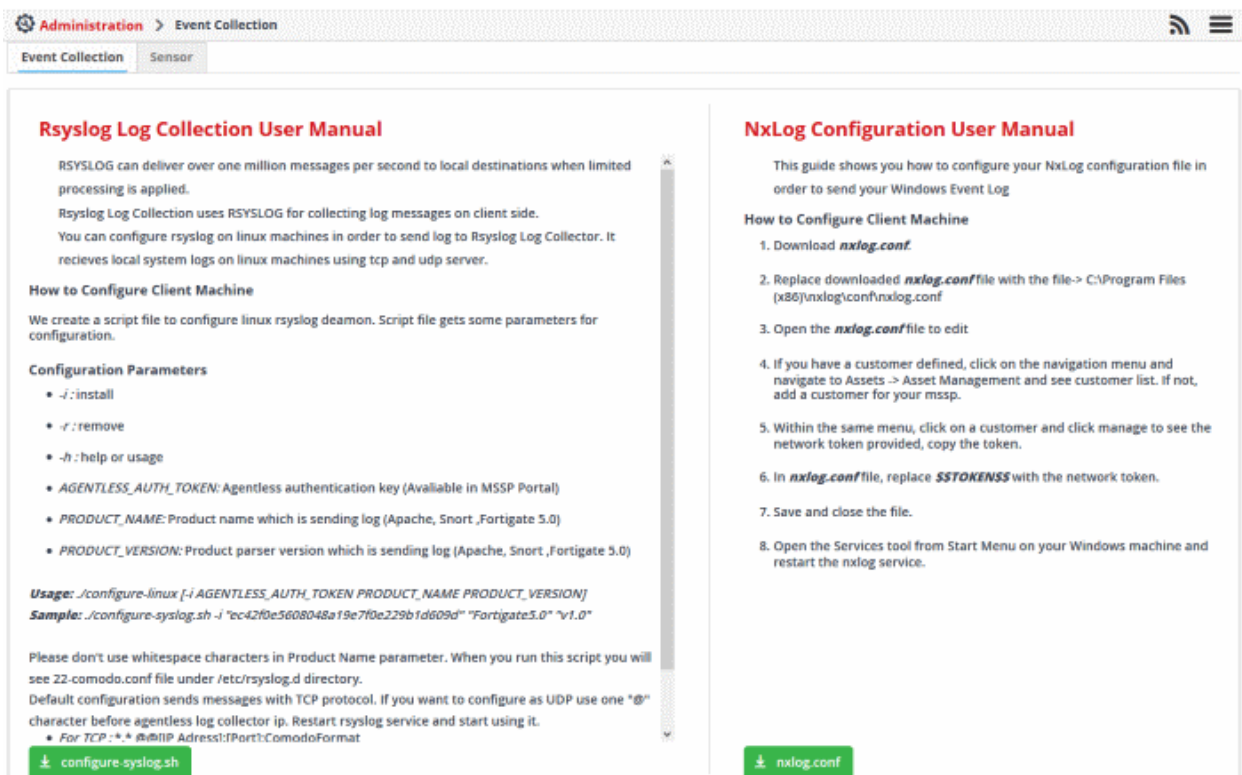 Administration > Event Collection
Event Collection Sensor
Rsyslog Log Collection User Manual
RSYSLOG can deliver over one million messages per second to local destinations when limited
processing is applied.
Rsyslog Log Collection uses RSYSLOG for collecting log messages on client side.
You can configure rsyslog on linux machines in order to send log to Rsyslog Log Collector. It
recieves local system logs on linux machines using tcp and udp server.
How to Configure Client Machine
We create a script file to configure linux rsyslog deamon. Script file gets some parameters for
configuration.
Configuration Parameters
• -i : install
• -r : remove
• -h : help or usage
• AGENTLESS_AUTH_TOKEN: Agentless authentication key (Avaliable in MSSP Portal)
• PRODUCT_NAME: Product name which is sending log (Apache, Snort ,Fortigate 5.0)
• PRODUCT_VERSION: Product parser version which is sending log (Apache, Snort ,Fortigate 5.0)
Usage: ./configure-linux [-i AGENTLESS_AUTH_TOKEN PRODUCT_NAME PRODUCT_VERSION]
Sample: ./configure-syslog.sh -i "ec42f0e5608048a19e7f0e229b1d609d" "Fortigate5.0" "v1.0"
Please don't use whitespace characters in Product Name parameter. When you run this script you will
see 22-comodo.conf file under /etc/rsyslog.d directory.
Default configuration sends messages with TCP protocol. If you want to configure as UDP use one "@"
character before agentless log collector ip. Restart rsyslog service and start using it.
• For TCP : *.* @@[IP Adress]:[Port];ComodoFormat
configure-syslog.sh
NxLog Configuration User Manual
This guide shows you how to configure your NxLog configuration file in
order to send your Windows Event Log
How to Configure Client Machine
1. Download nxlog.conf.
2. Replace downloaded nxlog.conf file with the file-> C:\Program Files
(x86)\nxlog\conf\nxlog.conf
3. Open the nxlog.conf file to edit
4. If you have a customer defined, click on the navigation menu and
navigate to Assets -> Asset Management and see customer list. If not,
add a customer for your mssp.
5. Within the same menu, click on a customer and click manage to see the
network token provided, copy the token.
6. In nxlog.conf file, replace $$TOKEN$$ with the network token.
7. Save and close the file.
8. Open the Services tool from Start Menu on your Windows machine and
restart the nxlog service.
nxlog.conf